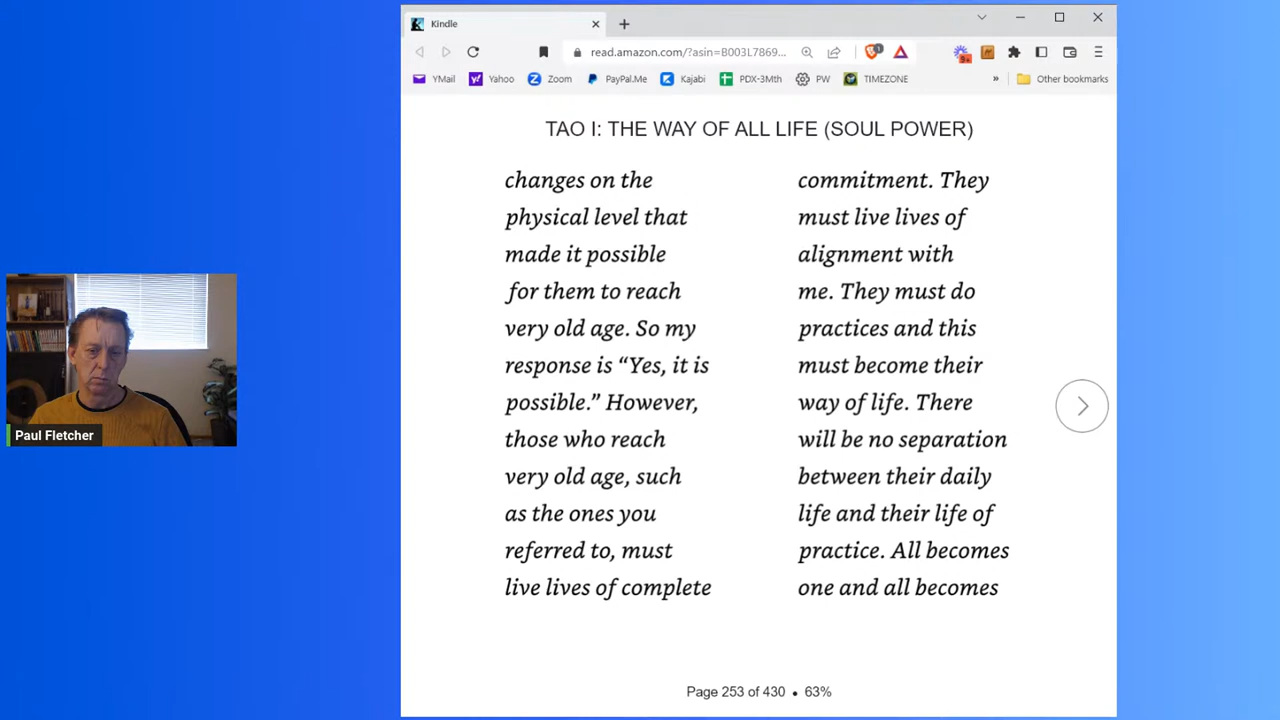 Kindle
read.amazon.com/?asin=B003L7869...
1
9+
YMail
Yahoo
Zoom
PayPal.Me
Kajabi
PDX-3Mth
PW
TIMEZONE
»
Other bookmarks
TAO I: THE WAY OF ALL LIFE (SOUL POWER)
changes on the
physical level that
made it possible
for them to reach
very old age. So my
response is “Yes, it is
possible.” However,
those who reach
very old age, such
as the ones you
referred to, must
live lives of complete
commitment. They
must live lives of
alignment with
me. They must do
practices and this
must become their
way of life. There
will be no separation
between their daily
life and their life of
practice. All becomes
one and all becomes
Page 253 of 430 • 63%
Paul Fletcher